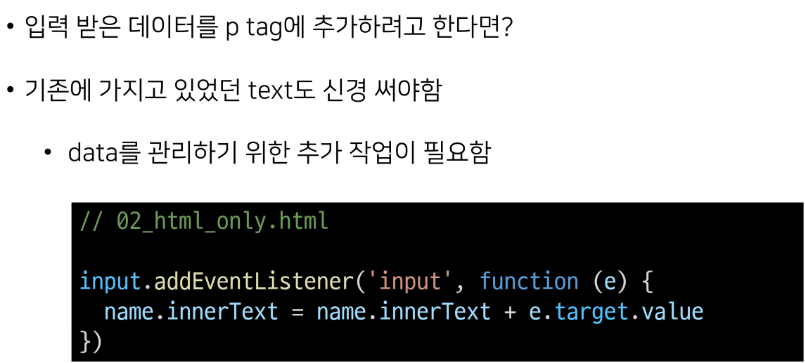 • 입력 받은 데이터를 p tag에 추가하려고 한다면?
• 기존에 가지고 있었던 text도 신경 써야함
• data를 관리하기 위한 추가 작업이 필요함
// 02_html_only.html
input.addEventListener('input', function (e) {
  name.innerText = name.innerText + e.target.value
})